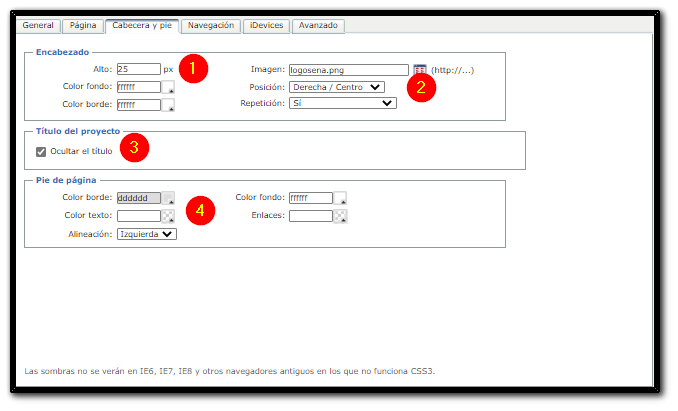 General Página Cabecera y pie Navegación iDevices Avanzado
Encabezado
Alto: 25 px 1 Imagen: logosena.png (http://...)
Color fondo: ffffff Posición: Derecha / Centro 2
Color borde: ffffff Repetición: Sí
Título del proyecto
Ocultar el título 3
Pie de página
Color borde: dddddd Color fondo: ffffff
Color texto: 4 Enlaces:
Alineación: Izquierda
Las sombras no se verán en IE6, IE7, IE8 y otros navegadores antiguos en los que no funciona CSS3.